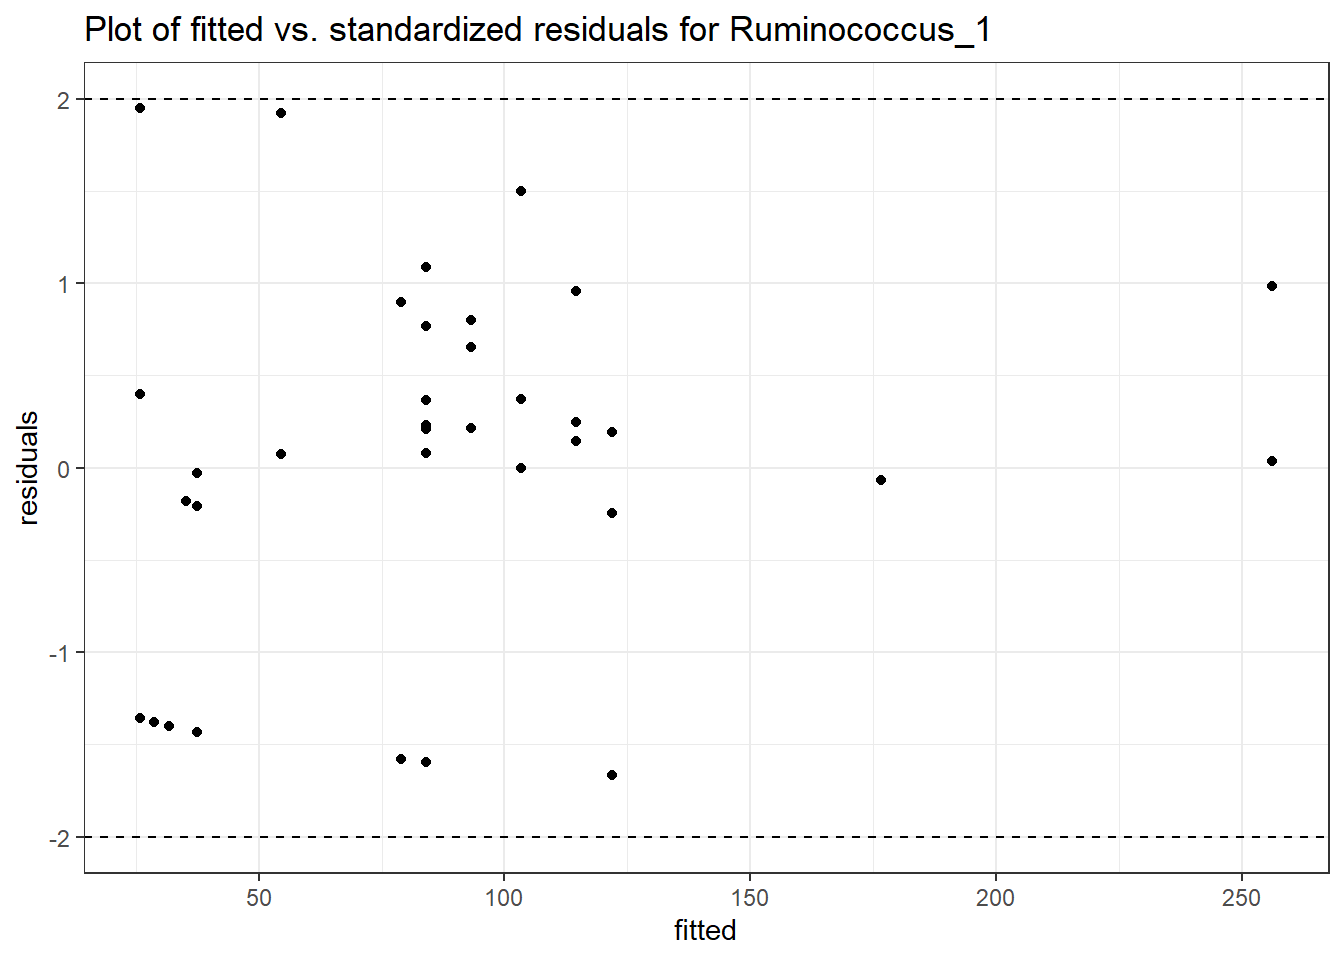 Plot of fitted vs. standardized residuals for Ruminococcus_1
2
1
0
-1
-2
residuals
50 100 150 200 250
fitted